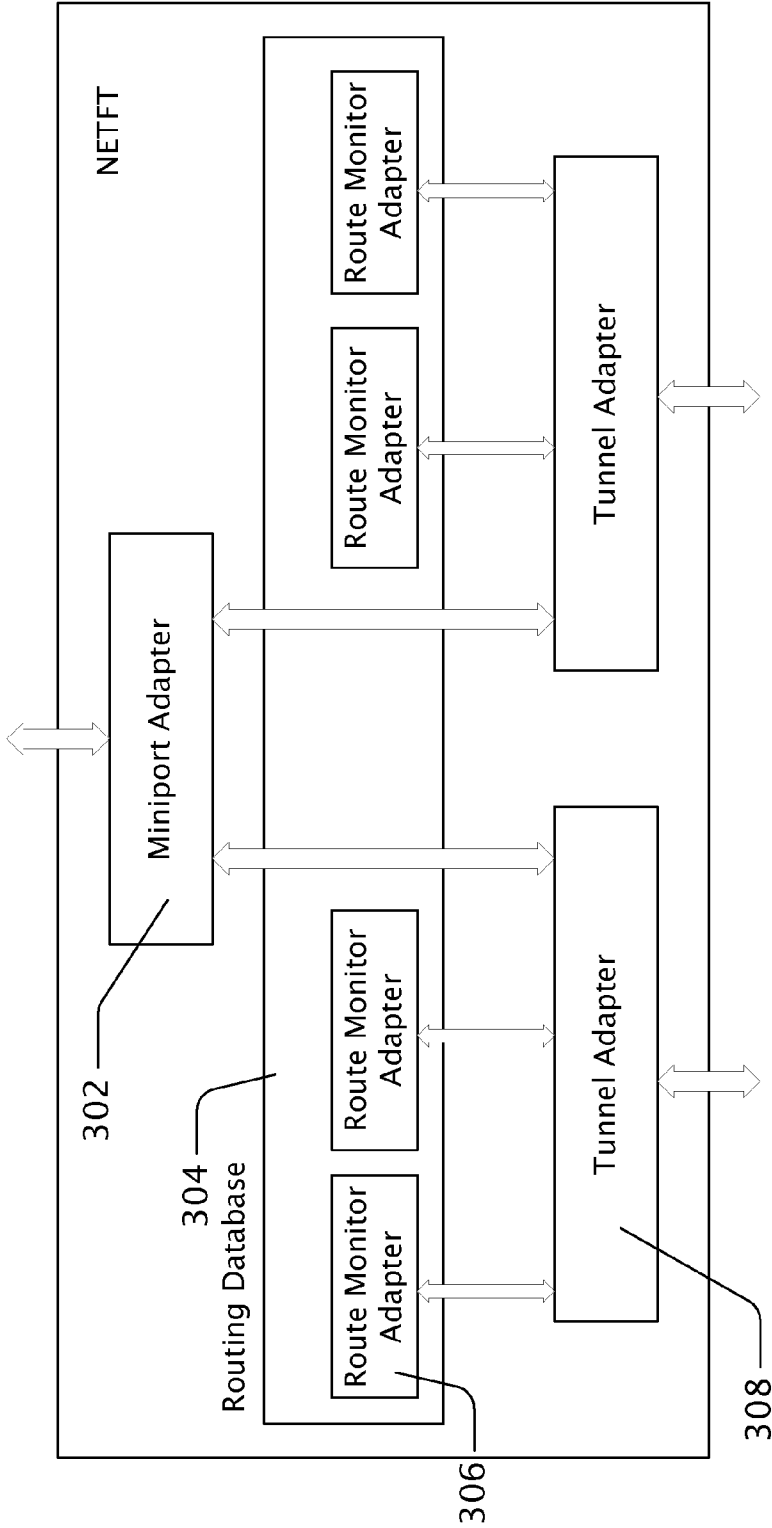 NETFT
302
Miniport Adapter
304
Routing Database
Route Monitor
Adapter
Route Monitor
Adapter
Route Monitor
Adapter
Route Monitor
Adapter
306
Tunnel Adapter
Tunnel Adapter
308